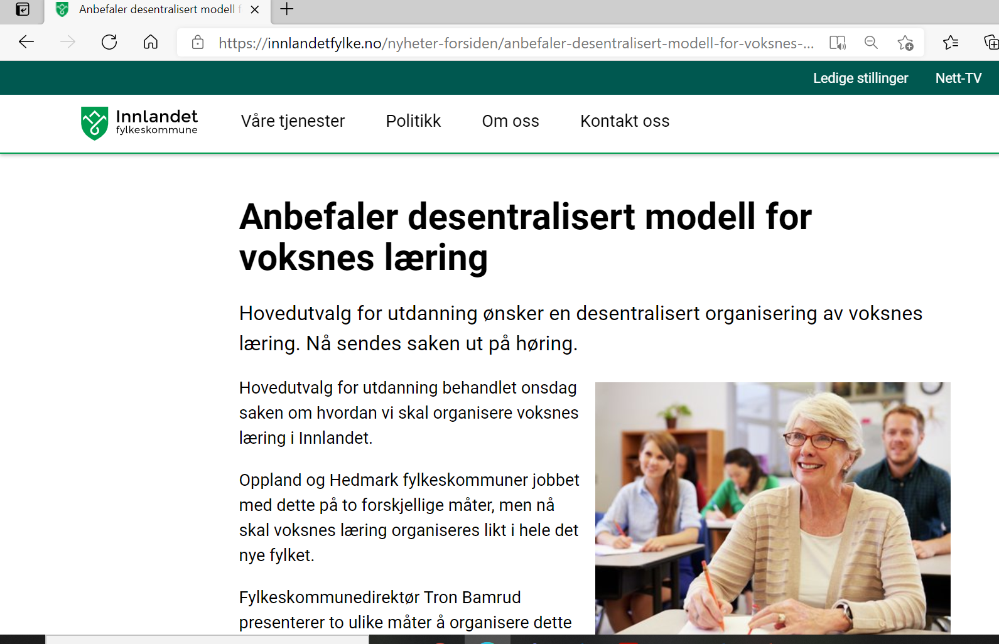 Anbefaler desentralisert modell f
https://innlandetfylke.no/nyheter-forsiden/anbefaler-desentralisert-modell-for-voksnes-...
Ledige stillinger Nett-TV
Innlandet
fylkeskommune
Våre tjenester Politikk Om oss Kontakt oss
Anbefaler desentralisert modell for
voksnes læring
Hovedutvalg for utdanning ønsker en desentralisert organisering av voksnes
læring. Nå sendes saken ut på høring.
Hovedutvalg for utdanning behandlet onsdag
saken om hvordan vi skal organisere voksnes
læring i Innlandet.
Oppland og Hedmark fylkeskommuner jobbet
med dette på to forskjellige måter, men nå
skal voksnes læring organiseres likt i hele det
nye fylket.
Fylkeskommunedirektør Tron Bamrud
presenterer to ulike måter å organisere dette